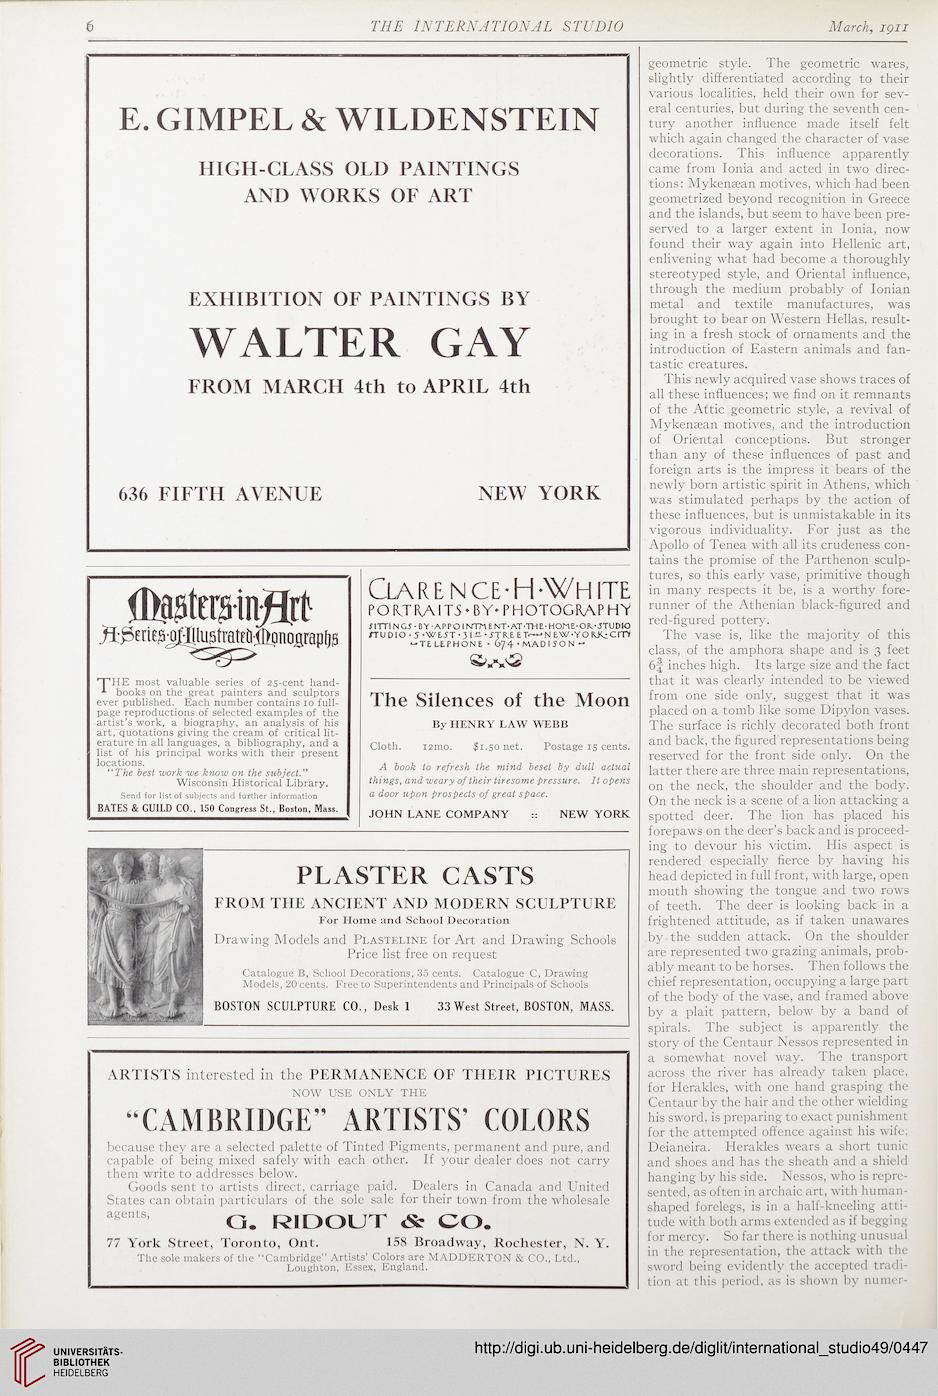 6
THE INTERNATIONAL STUDIO
March, 1911
E. GIMPEL & WILDENSTEIN
HIGH-CLASS OLD PAINTINGS
AND WORKS OF ART
EXHIBITION OF PAINTINGS BY
WALTER GAY
FROM MARCH 4th to APRIL 4th
636 FIFTH AVENUE NEW YORK
Masters·in·Art
A·Series·of·Illustrated·Monographs
THE most valuable series of 25-cent hand-
books on the great painters and sculptors
ever published. Each number contains 10 full-
page reproductions of selected examples of the
artist's work, a biography, an analysis of his
art, quotations giving the cream of critical lit-
erature in all languages, a bibliography, and a
list of his principal works with their present
locations.
"The best work we know on the subject."
Wisconsin Historical Library.
Send for list of subjects and further information
BATES & GUILD CO., 150 Congress St., Boston, Mass.
CLARENCE·H·WHITE
PORTRAITS·BY·PHOTOGRAPHY
SITTINGS·BY·APPOINTMENT·AT·THE·HOME·OR·STUDIO
STUDIO·5·WEST·31ST·STREET·NEW·YORK·CITY
TELEPHONE·674·MADISON
The Silences of the Moon
By HENRY LAW WEBB
Cloth. 12mo. $1.50 net. Postage 15 cents.
A book to refresh the mind beset by dull actual
things, and weary of their tiresome pressure. It opens
a door upon prospects of great space.
JOHN LANE COMPANY :: NEW YORK
PLASTER CASTS
FROM THE ANCIENT AND MODERN SCULPTURE
For Home and School Decoration
Drawing Models and PLASTELINE for Art and Drawing Schools
Price list free on request
Catalogue B, School Decorations, 35 cents. Catalogue C, Drawing
Models, 20 cents. Free to Superintendents and Principals of Schools
BOSTON SCULPTURE CO., Desk 1 33 West Street, BOSTON, MASS.
ARTISTS interested in the PERMANENCE OF THEIR PICTURES
NOW USE ONLY THE
"CAMBRIDGE" ARTISTS' COLORS
because they are a selected palette of Tinted Pigments, permanent and pure, and
capable of being mixed safely with each other. If your dealer does not carry
them write to addresses below.
Goods sent to artists direct, carriage paid. Dealers in Canada and United
States can obtain particulars of the sole sale for their town from the wholesale
agents,
G. RIDOUT & CO.
77 York Street, Toronto, Ont. 158 Broadway, Rochester, N. Y.
The sole makers of the "Cambridge" Artists' Colors are MADDERTON & CO., Ltd.,
Loughton, Essex, England.
geometric style. The geometric wares,
slightly differentiated according to their
various localities, held their own for sev-
eral centuries, but during the seventh cen-
tury another influence made itself felt
which again changed the character of vase
decorations. This influence apparently
came from Ionia and acted in two direc-
tions: Mykenæan motives, which had been
geometrized beyond recognition in Greece
and the islands, but seem to have been pre-
served to a larger extent in Ionia, now
found their way again into Hellenic art,
enlivening what had become a thoroughly
stereotyped style, and Oriental influence,
through the medium probably of Ionian
metal and textile manufactures, was
brought to bear on Western Hellas, result-
ing in a fresh stock of ornaments and the
introduction of Eastern animals and fan-
tastic creatures.
This newly acquired vase shows traces of
all these influences; we find on it remnants
of the Attic geometric style, a revival of
Mykenæan motives, and the introduction
of Oriental conceptions. But stronger
than any of these influences of past and
foreign arts is the impress it bears of the
newly born artistic spirit in Athens, which
was stimulated perhaps by the action of
these influences, but is unmistakable in its
vigorous individuality. For just as the
Apollo of Tenea with all its crudeness con-
tains the promise of the Parthenon sculp-
tures, so this early vase, primitive though
in many respects it be, is a worthy fore-
runner of the Athenian black-figured and
red-figured pottery.
The vase is, like the majority of this
class, of the amphora shape and is 3 feet
6¾ inches high. Its large size and the fact
that it was clearly intended to be viewed
from one side only, suggest that it was
placed on a tomb like some Dipylon vases.
The surface is richly decorated both front
and back, the figured representations being
reserved for the front side only. On the
latter there are three main representations,
on the neck, the shoulder and the body.
On the neck is a scene of a lion attacking a
spotted deer. The lion has placed his
forepaws on the deer's back and is proceed-
ing to devour his victim. His aspect is
rendered especially fierce by having his
head depicted in full front, with large, open
mouth showing the tongue and two rows
of teeth. The deer is looking back in a
frightened attitude, as if taken unawares
by the sudden attack. On the shoulder
are represented two grazing animals, prob-
ably meant to be horses. Then follows the
chief representation, occupying a large part
of the body of the vase, and framed above
by a plait pattern, below by a band of
spirals. The subject is apparently the
story of the Centaur Nessos represented in
a somewhat novel way. The transport
across the river has already taken place,
for Herakles, with one hand grasping the
Centaur by the hair and the other wielding
his sword, is preparing to exact punishment
for the attempted offence against his wife,
Deianeira. Herakles wears a short tunic
and shoes and has the sheath and a shield
hanging by his side. Nessos, who is repre-
sented, as often in archaic art, with human-
shaped forelegs, is in a half-kneeling atti-
tude with both arms extended as if begging
for mercy. So far there is nothing unusual
in the representation, the attack with the
sword being evidently the accepted tradi-
tion at this period, as is shown by numer-
UNIVERSITÄTS-
BIBLIOTHEK
HEIDELBERG
http://digi.ub.uni-heidelberg.de/diglit/international_studio49/0447